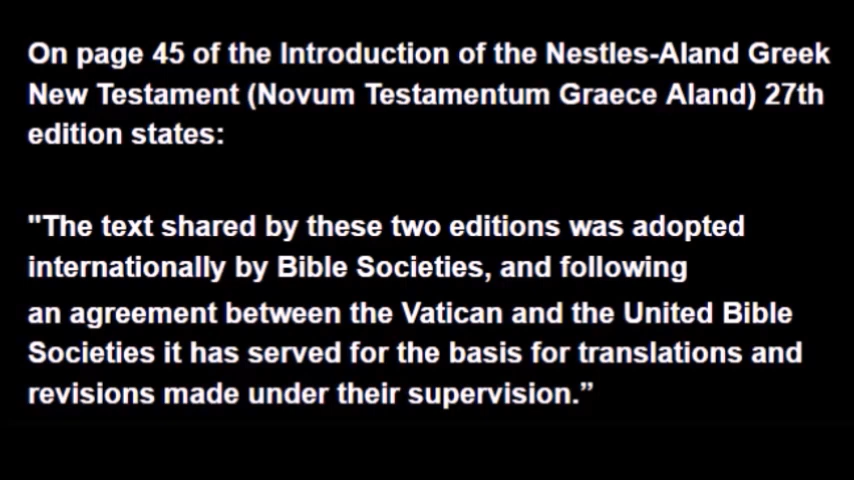 On page 45 of the Introduction of the Nestles-Aland Greek
New Testament (Novum Testamentum Graece Aland) 27th
edition states:
"The text shared by these two editions was adopted
internationally by Bible Societies, and following
an agreement between the Vatican and the United Bible
Societies it has served for the basis for translations and
revisions made under their supervision.”